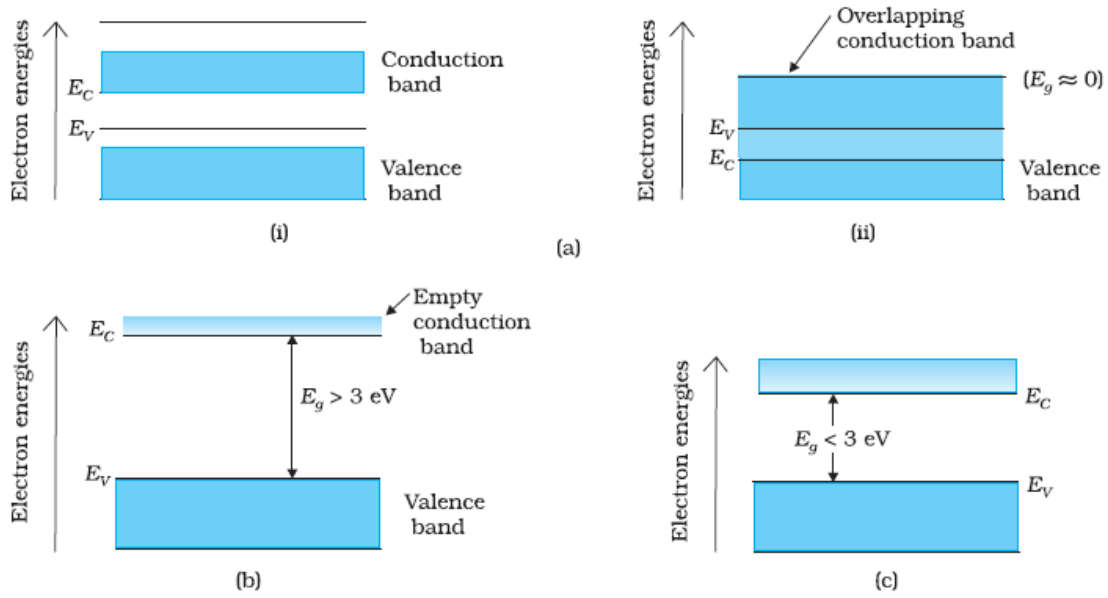 Electron energies
Conduction
band
E_C
E_V
Valence
band
(i)
Electron energies
Overlapping
conduction band
(E_g ≈ 0)
E_V
E_C
Valence
band
(ii)
(a)
Electron energies
Empty
conduction
band
E_C
E_g > 3 eV
E_V
Valence
band
(b)
Electron energies
E_C
E_g < 3 eV
E_V
(c)